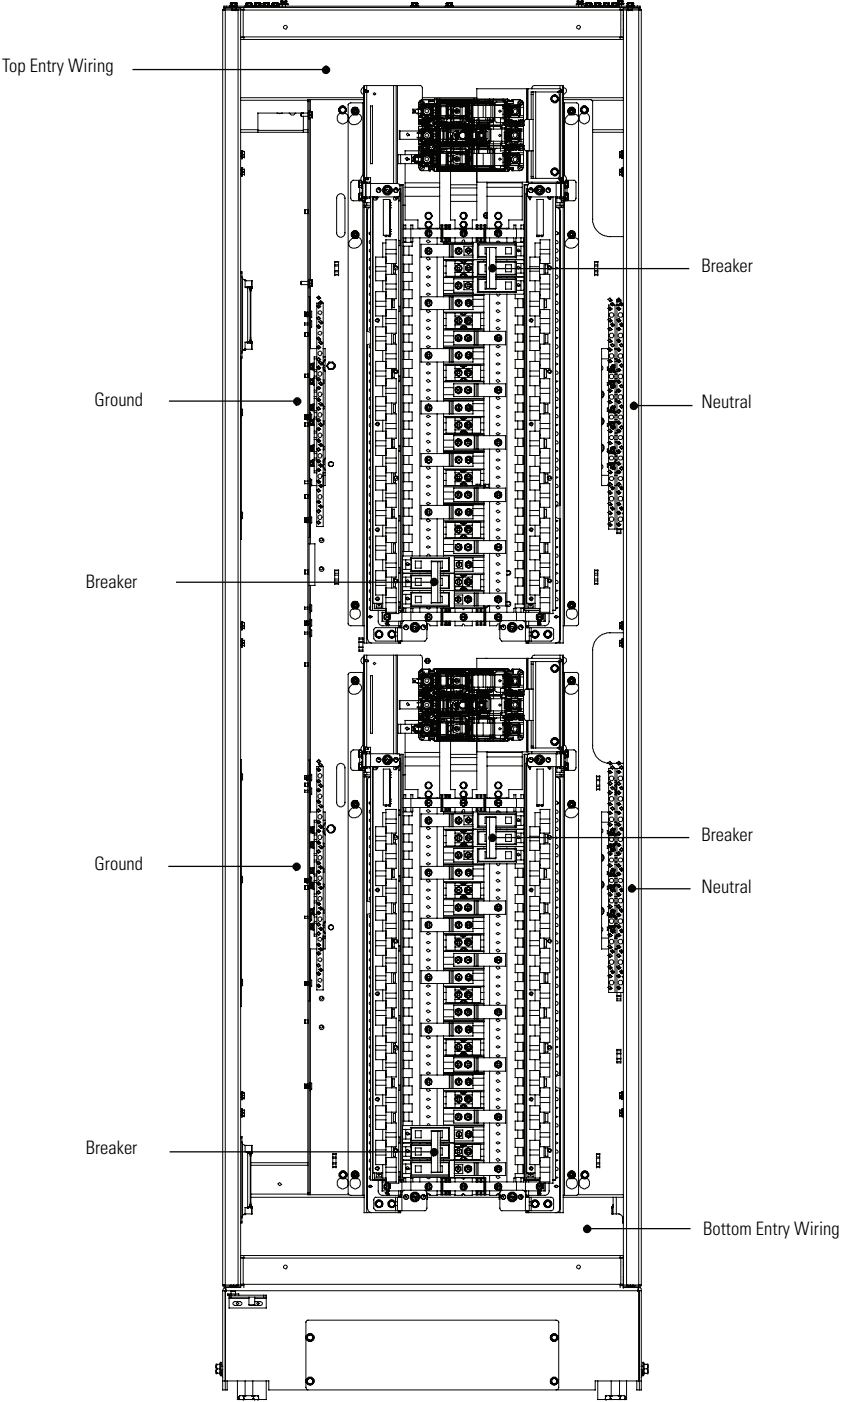 Top Entry Wiring
Breaker
Ground
Neutral
Breaker
Breaker
Ground
Neutral
Breaker
Bottom Entry Wiring